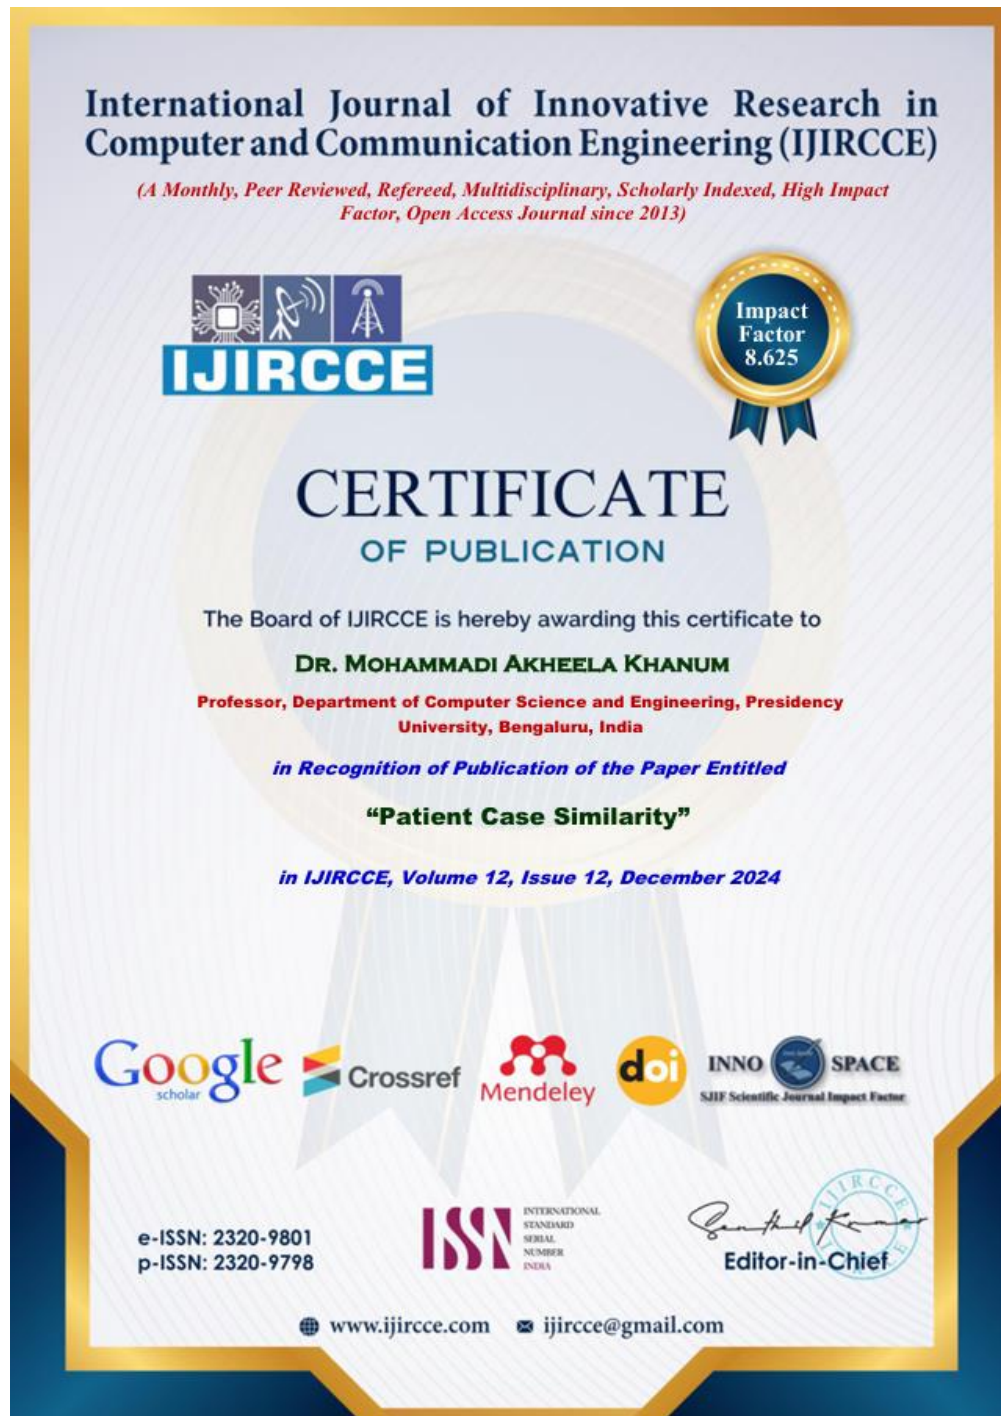 International Journal of Innovative Research in
Computer and Communication Engineering (IJIRCCE)
(A Monthly, Peer Reviewed, Refereed, Multidisciplinary, Scholarly Indexed, High Impact
Factor, Open Access Journal since 2013)
IJIRCCE
Impact
Factor
8.625
CERTIFICATE
OF PUBLICATION
The Board of IJIRCCE is hereby awarding this certificate to
DR. MOHAMMADI AKHEELA KHANUM
Professor, Department of Computer Science and Engineering, Presidency
University, Bengaluru, India
in Recognition of Publication of the Paper Entitled
“Patient Case Similarity”
in IJIRCCE, Volume 12, Issue 12, December 2024
Google
scholar
Crossref
Mendeley
doi
INNO SPACE
SJIF Scientific Journal Impact Factor
e-ISSN: 2320-9801
p-ISSN: 2320-9798
ISSN
INTERNATIONAL
STANDARD
SERIAL
NUMBER
INDIA
IJIRCCE
Senthil Kumar
Editor-in-Chief
www.ijircce.com ijircce@gmail.com